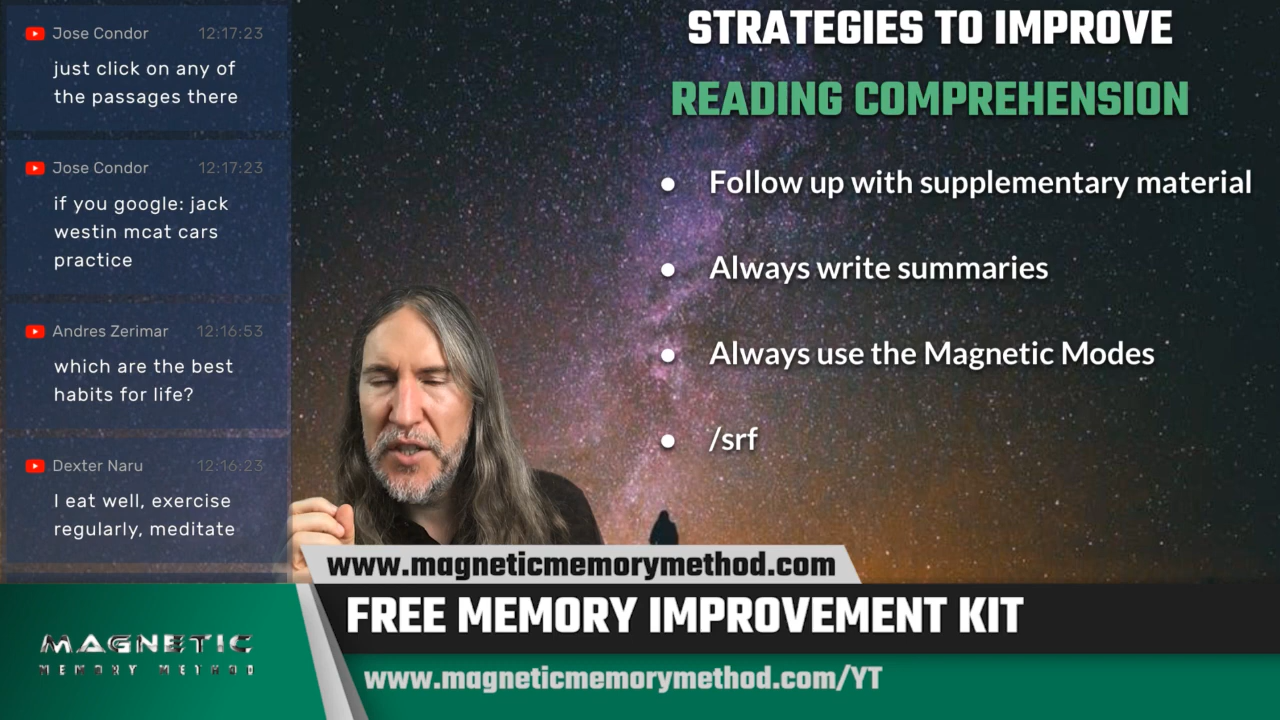 Jose Condor 12:17:23
just click on any of
the passages there
Jose Condor 12:17:23
if you google: jack
westin mcat cars
practice
Andres Zerimar 12:16:53
which are the best
habits for life?
Dexter Naru 12:16:23
I eat well, exercise
regularly, meditate
STRATEGIES TO IMPROVE
READING COMPREHENSION
• Follow up with supplementary material
• Always write summaries
• Always use the Magnetic Modes
• /srf
www.magneticmemorymethod.com
FREE MEMORY IMPROVEMENT KIT
www.magneticmemorymethod.com/YT
MAGNETIC
MEMORY METHOD